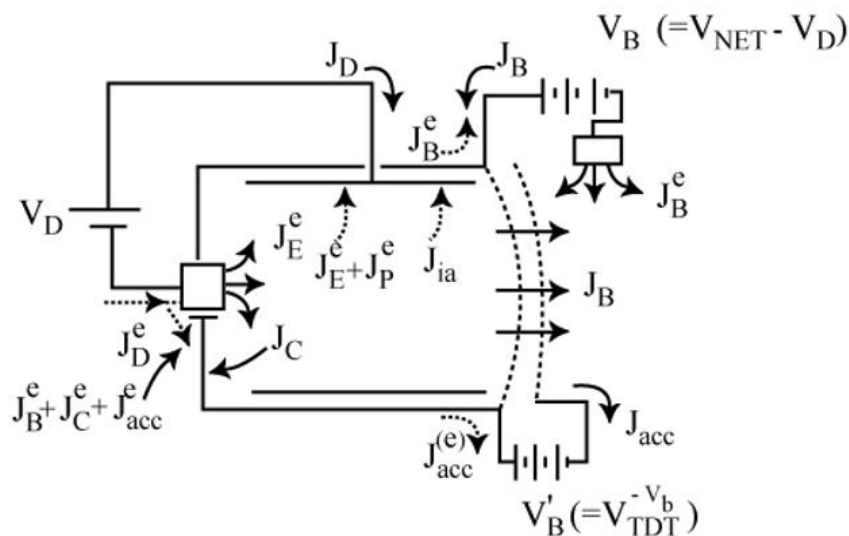 V_B (=V_NET - V_D)
J_D
J_B
J_B^e
J_B^e
V_D
J_E^e
J_E^e+J_P^e
J_ia
J_B
J_D^e
J_C
J_B^e+J_C^e+J_acc^e
J_acc^(e)
J_acc
V_B'(=V_TDT^-V_b)